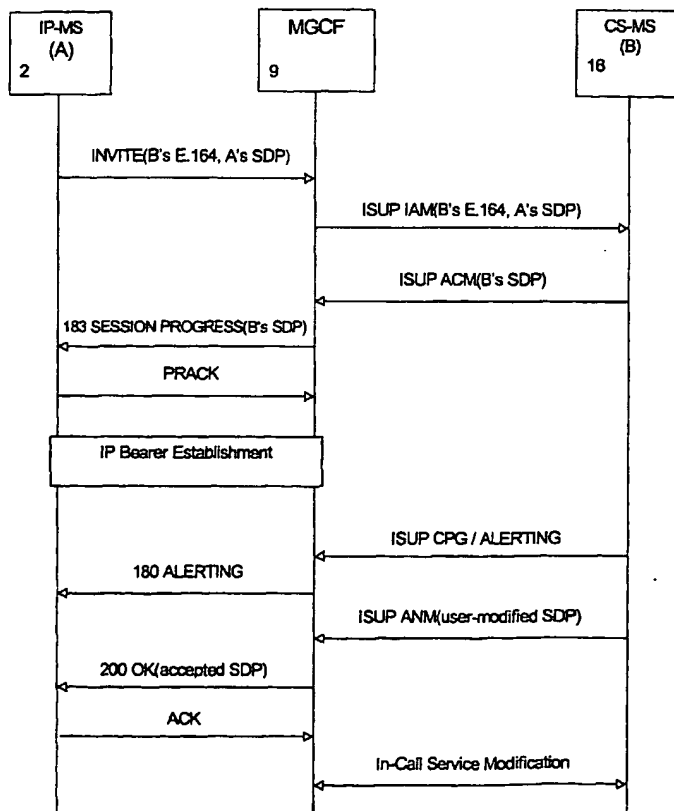 IP-MS
(A)
2
MGCF
9
CS-MS
(B)
16
INVITE(B's E.164, A's SDP)
ISUP IAM(B's E.164, A's SDP)
ISUP ACM(B's SDP)
183 SESSION PROGRESS(B's SDP)
PRACK
IP Bearer Establishment
ISUP CPG / ALERTING
180 ALERTING
ISUP ANM(user-modified SDP)
200 OK(accepted SDP)
ACK
In-Call Service Modification